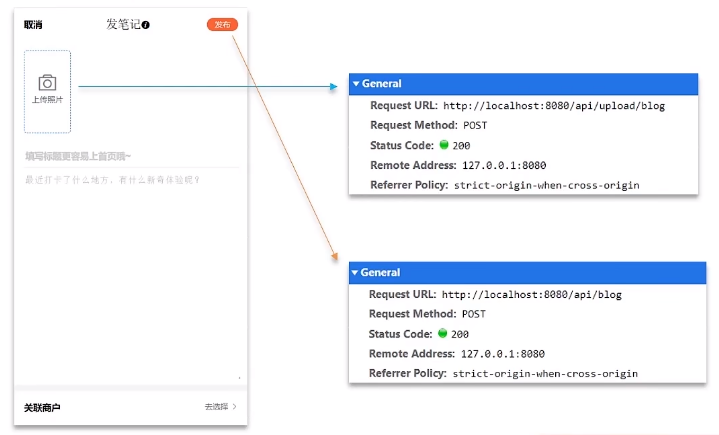 取消
发笔记
发布
上传照片
填写标题更容易上首页哦~
最近打卡了什么地方，有什么新奇体验呢？
关联商户
去选择 >
General
Request URL: http://localhost:8080/api/upload/blog
Request Method: POST
Status Code: 200
Remote Address: 127.0.0.1:8080
Referrer Policy: strict-origin-when-cross-origin
General
Request URL: http://localhost:8080/api/blog
Request Method: POST
Status Code: 200
Remote Address: 127.0.0.1:8080
Referrer Policy: strict-origin-when-cross-origin